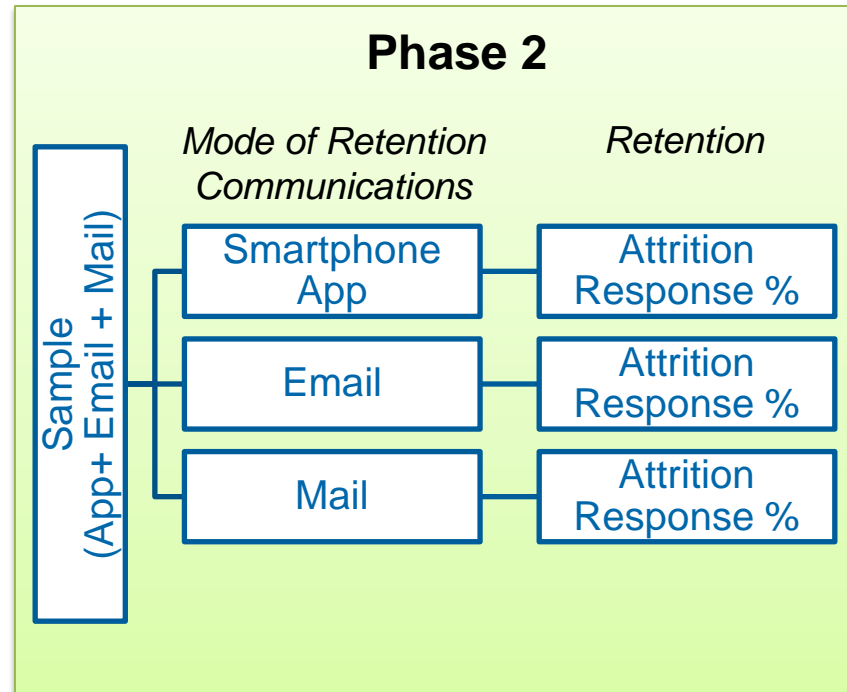 Phase 2
Mode of Retention
Communications
Retention
Sample
(App+ Email + Mail)
Smartphone
App
Attrition
Response %
Email
Attrition
Response %
Mail
Attrition
Response %